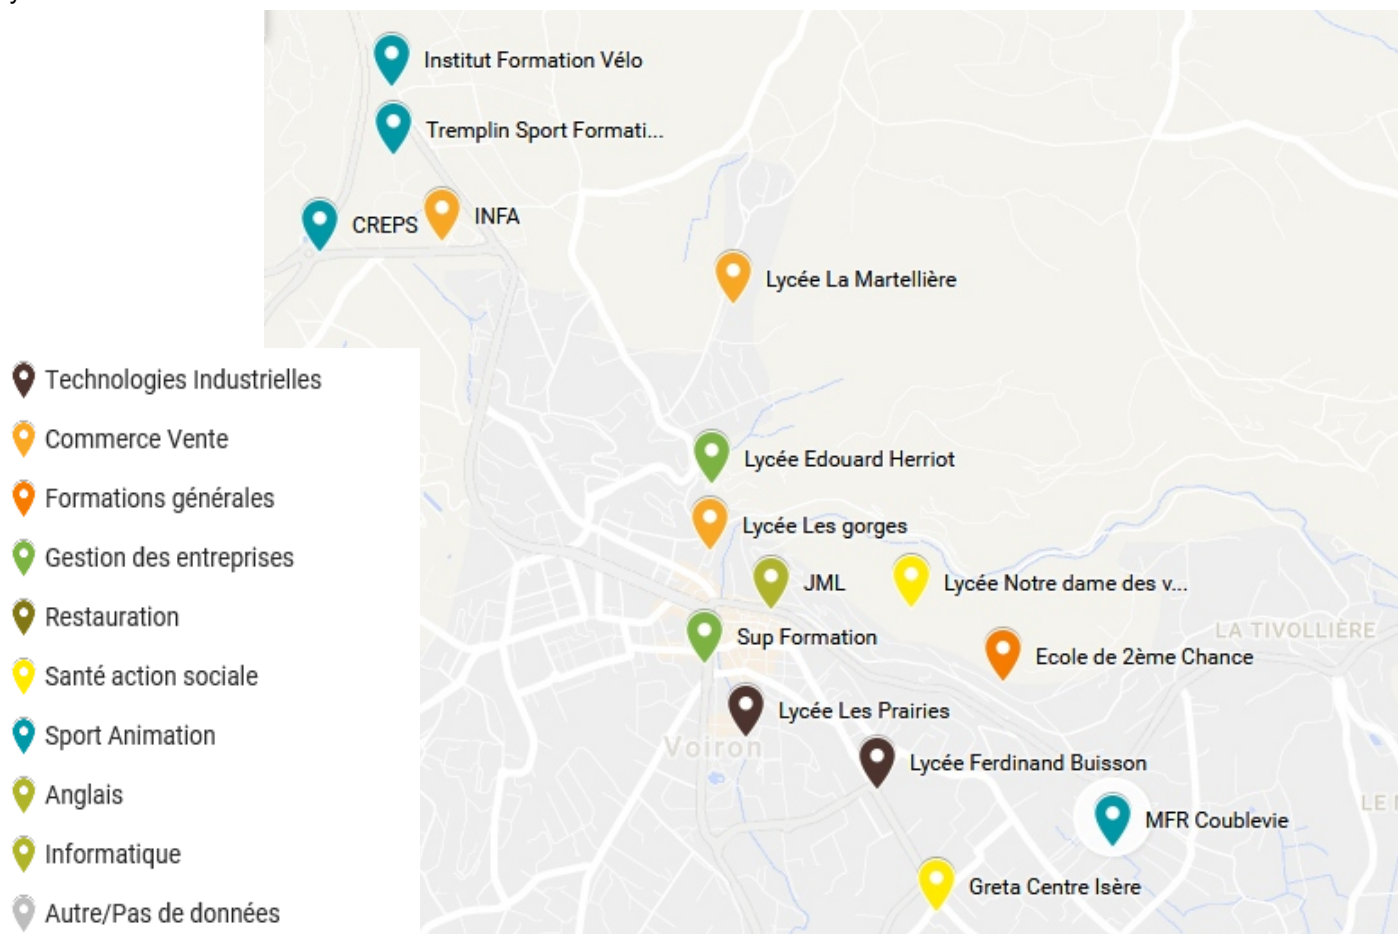 Institut Formation Vélo
Tremplin Sport Formati...
CREPS
INFA
Lycée La Martellière
Technologies Industrielles
Commerce Vente
Formations générales
Gestion des entreprises
Restauration
Santé action sociale
Sport Animation
Anglais
Informatique
Autre/Pas de données
Lycée Edouard Herriot
Lycée Les gorges
JML
Lycée Notre dame des v...
Sup Formation
LA TIVOLLIÈRE
Ecole de 2ème Chance
Lycée Les Prairies
Voiron
Lycée Ferdinand Buisson
LE
MFR Coublevie
Greta Centre Isère